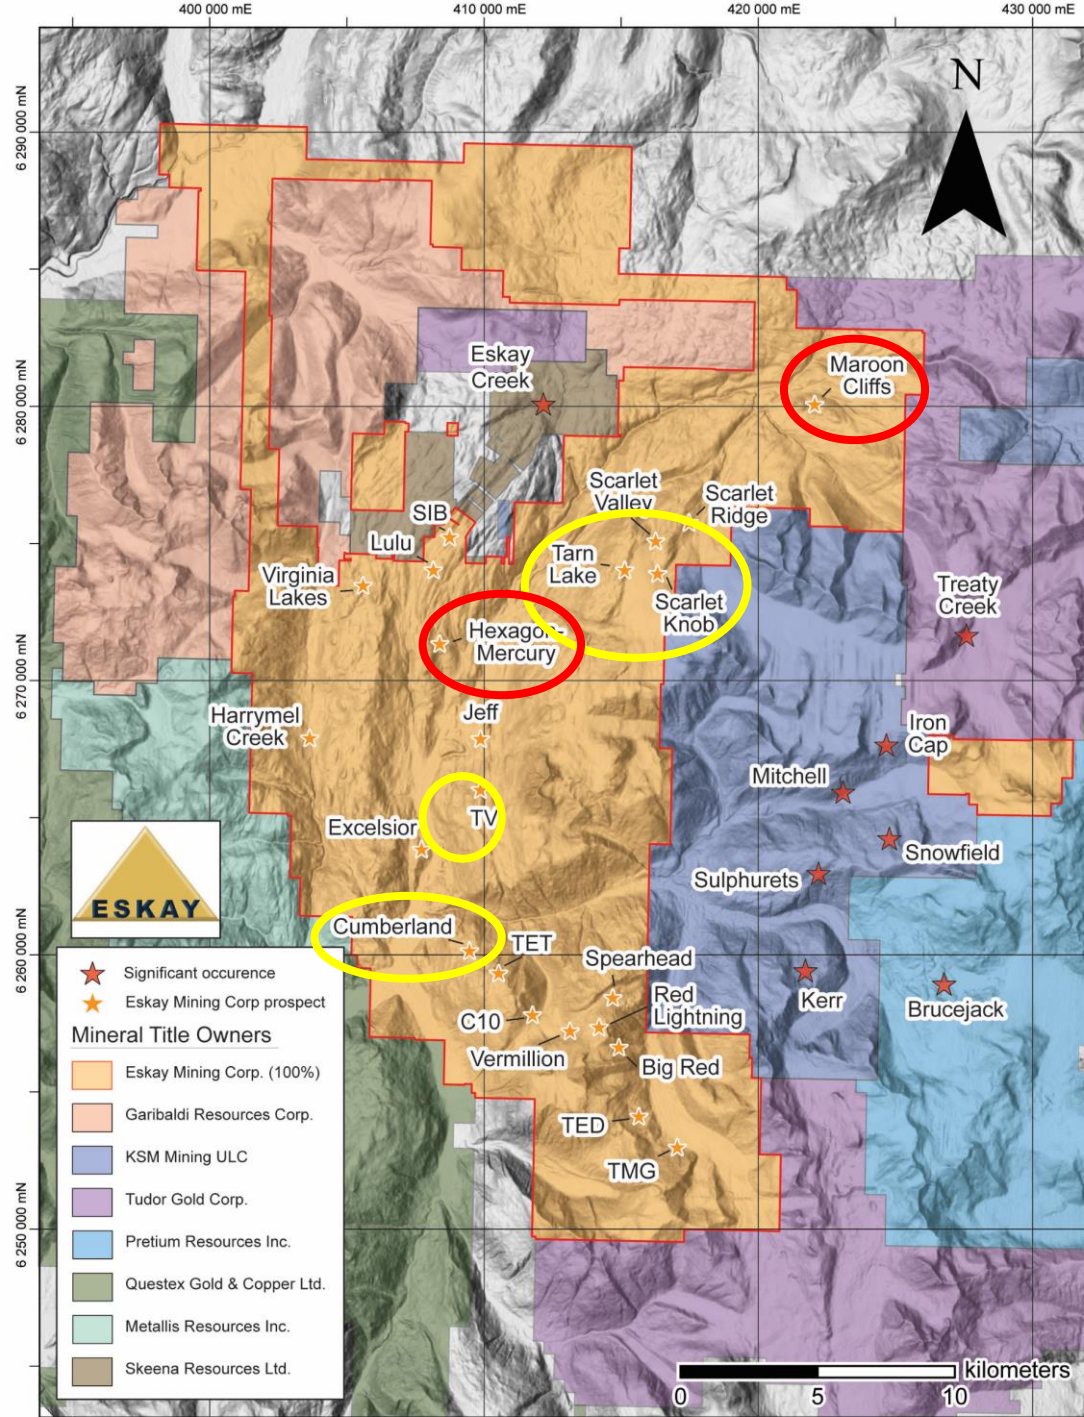 400 000 mE
410 000 mE
420 000 mE
430 000 mE
6 290 000 mN
N
Eskay
Creek
Maroon
Cliffs
6 280 000 mN
Scarlet
Valley
Scarlet
Ridge
SIB
Lulu
Tarn
Lake
Virginia
Lakes
Scarlet
Knob
Treaty
Creek
Hexagon-
Mercury
6 270 000 mN
Jeff
Harrymel
Creek
Iron
Cap
Mitchell
TV
Excelsior
Snowfield
Sulphurets
ESKAY
Cumberland
TET
6 260 000 mN
Spearhead
Red
Lightning
C10
Kerr
Brucejack
Vermillion
Big Red
TED
TMG
6 250 000 mN
Significant occurence
Eskay Mining Corp prospect
Mineral Title Owners
Eskay Mining Corp. (100%)
Garibaldi Resources Corp.
KSM Mining ULC
Tudor Gold Corp.
Pretium Resources Inc.
Questex Gold & Copper Ltd.
Metallis Resources Inc.
Skeena Resources Ltd.
kilometers
0 5 10